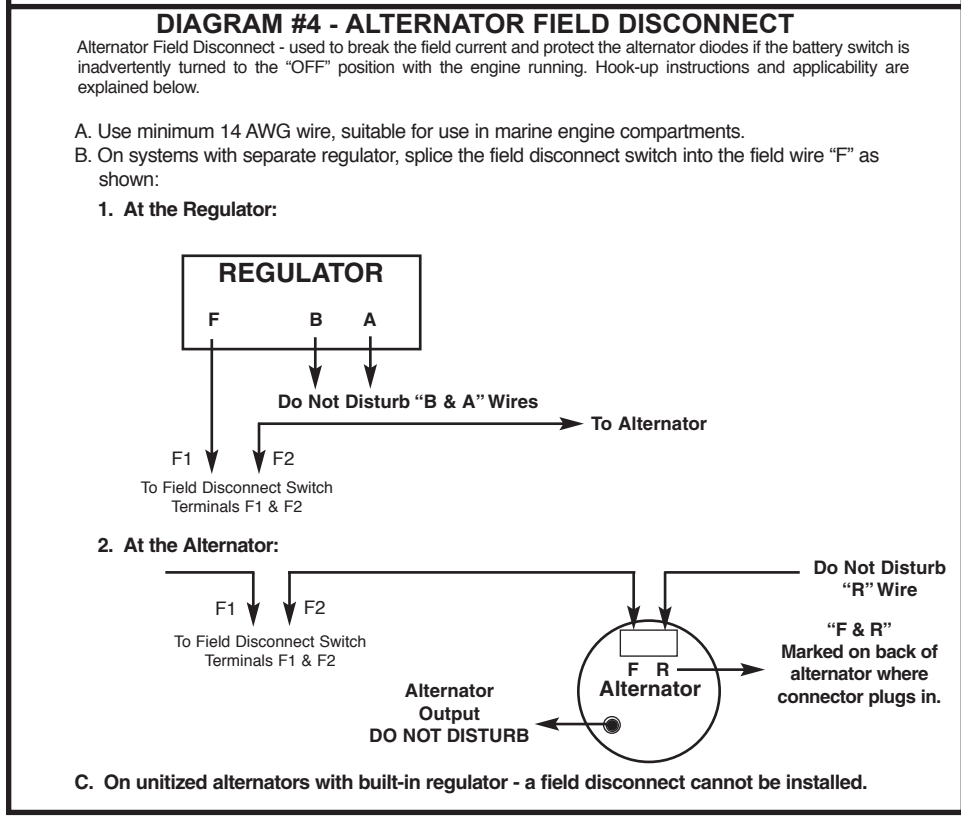 DIAGRAM #4 - ALTERNATOR FIELD DISCONNECT
Alternator Field Disconnect - used to break the field current and protect the alternator diodes if the battery switch is
inadvertently turned to the “OFF” position with the engine running. Hook-up instructions and applicability are
explained below.
A. Use minimum 14 AWG wire, suitable for use in marine engine compartments.
B. On systems with separate regulator, splice the field disconnect switch into the field wire “F” as
shown:
1. At the Regulator:
REGULATOR
F B A
Do Not Disturb “B & A” Wires
To Alternator
F1 F2
To Field Disconnect Switch
Terminals F1 & F2
2. At the Alternator:
Do Not Disturb
“R” Wire
F1 F2
To Field Disconnect Switch
Terminals F1 & F2
“F & R”
Marked on back of
alternator where
connector plugs in.
F R
Alternator
Alternator
Output
DO NOT DISTURB
C. On unitized alternators with built-in regulator - a field disconnect cannot be installed.